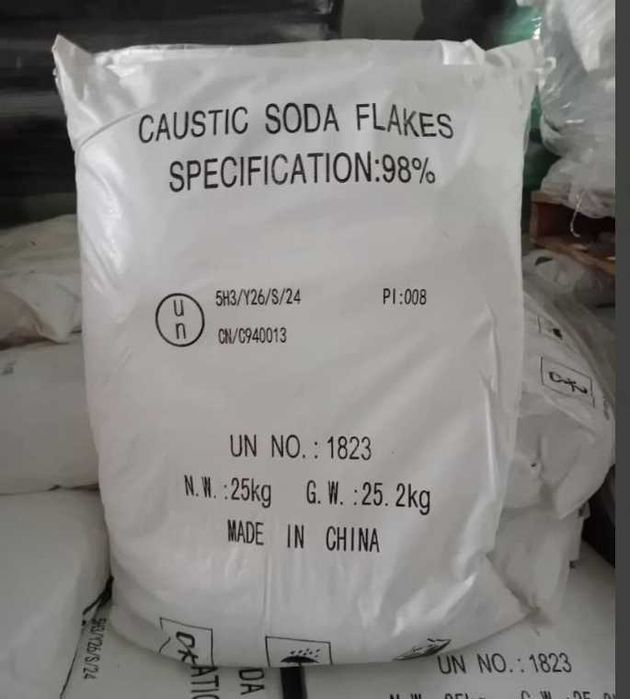 CAUSTIC SODA FLAKES
SPECIFICATION:98%
un
5H3/Y26/S/24
PI:008
CN/C940013
UN NO.:1823
N.W.:25kg G.W.:25.2kg
MADE IN CHINA
UN NO.:1823